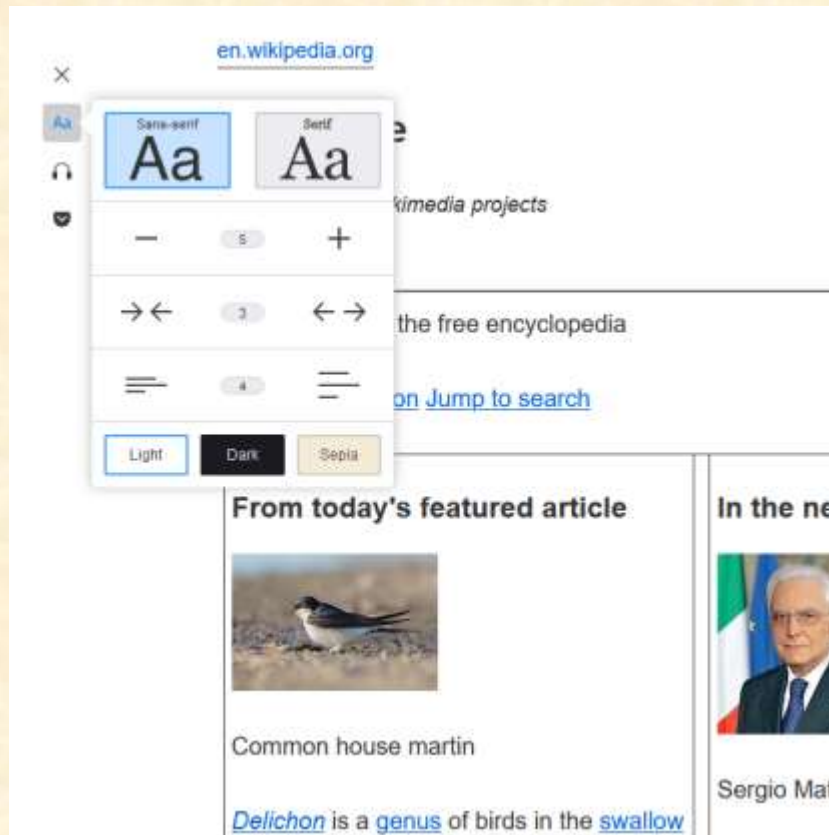 en.wikipedia.org
Aa
Sans-serif
Aa
Serif
Aa
e
kimedia projects
5
3
the free encyclopedia
4
on Jump to search
Light
Dark
Sepia
From today's featured article
In the ne
Common house martin
Sergio Mat
Delichon is a genus of birds in the swallow